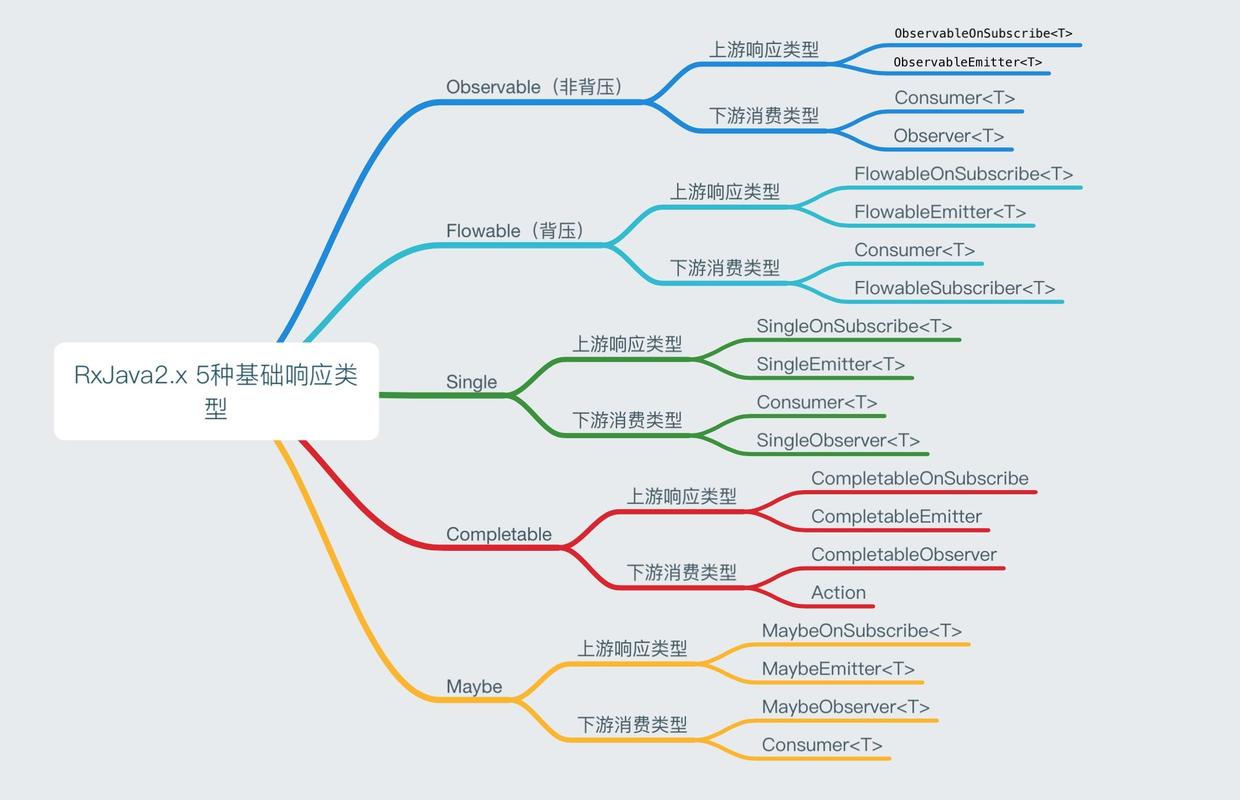 RxJava2.x 5种基础响应类
型
Observable（非背压）
上游响应类型
ObservableOnSubscribe<T>
ObservableEmitter<T>
下游消费类型
Consumer<T>
Observer<T>
Flowable（背压）
上游响应类型
FlowableOnSubscribe<T>
FlowableEmitter<T>
下游消费类型
Consumer<T>
FlowableSubscriber<T>
Single
上游响应类型
SingleOnSubscribe<T>
SingleEmitter<T>
下游消费类型
Consumer<T>
SingleObserver<T>
Completable
上游响应类型
CompletableOnSubscribe
CompletableEmitter
下游消费类型
CompletableObserver
Action
Maybe
上游响应类型
MaybeOnSubscribe<T>
MaybeEmitter<T>
下游消费类型
MaybeObserver<T>
Consumer<T>